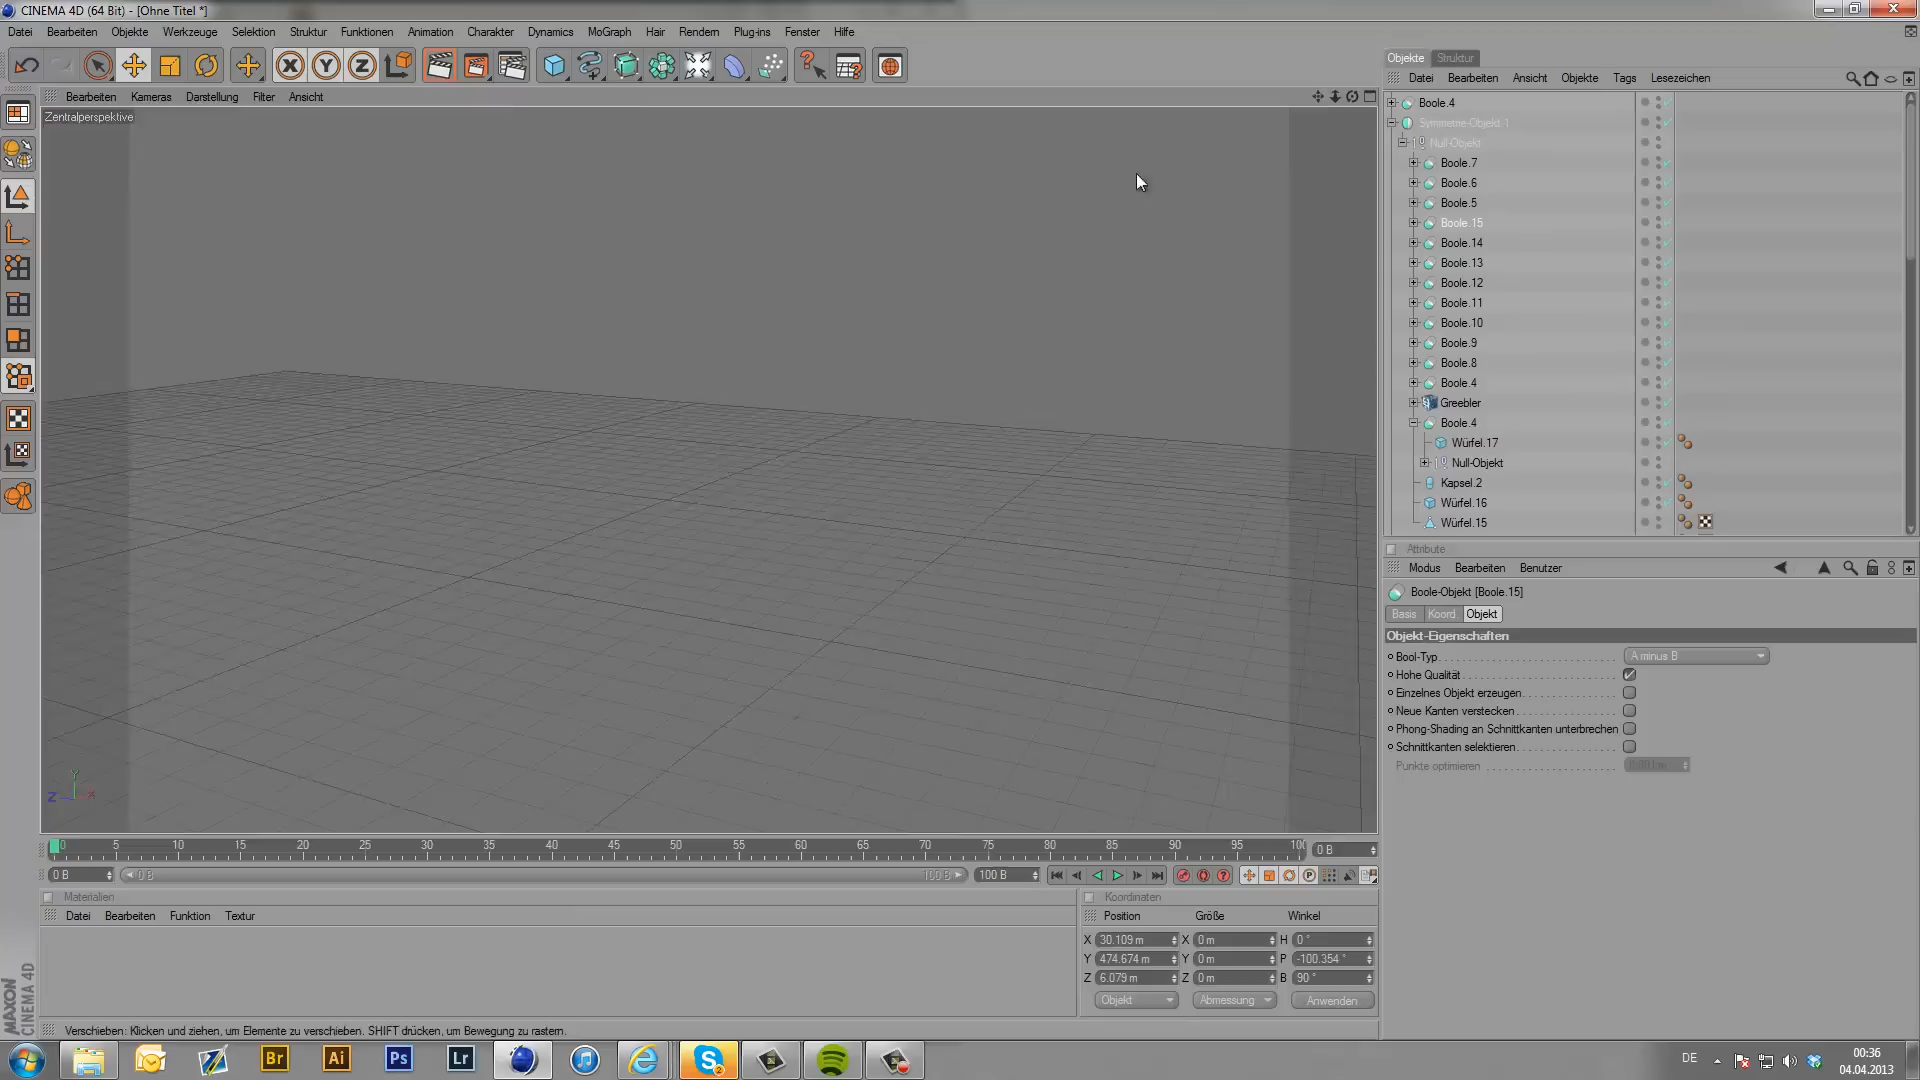 CINEMA 4D (64 Bit) - [Ohne Titel *]
Datei Bearbeiten Objekte Werkzeuge Selektion Struktur Funktionen Animation Charakter Dynamics MoGraph Hair Rendern Plug-ins Fenster Hilfe
Bearbeiten Kameras Darstellung Filter Ansicht
Zentralperspektive
X Y Z
Y
Z X
Objekte Struktur
Datei Bearbeiten Ansicht Objekte Tags Lesezeichen
Boole.4
Symmetrie-Objekt.1
Null-Objekt
Boole.7
Boole.6
Boole.5
Boole.15
Boole.14
Boole.13
Boole.12
Boole.11
Boole.10
Boole.9
Boole.8
Boole.4
Greebler
Boole.4
Würfel.17
Null-Objekt
Kapsel.2
Würfel.16
Würfel.15
Attribute
Modus Bearbeiten Benutzer
Boole-Objekt [Boole.15]
Basis Koord. Objekt
Objekt-Eigenschaften
Bool-Typ A minus B
Hohe Qualität
Einzelnes Objekt erzeugen
Neue Kanten verstecken
Phong-Shading an Schnittkanten unterbrechen
Schnittkanten selektieren
Punkte optimieren
0 5 10 15 20 25 30 35 40 45 50 55 60 65 70 75 80 85 90 95 10
0 B
0 B 0 B 100 B 100 B
Materialien
Datei Bearbeiten Funktion Textur
Koordinaten
Position Größe Winkel
X 30.109 m X 0 m H 0 °
Y 474.674 m Y 0 m P -100.354 °
Z 6.079 m Z 0 m B 90 °
Objekt Abmessung Anwenden
MAXON
CINEMA 4D
Verschieben: Klicken und ziehen, um Elemente zu verschieben. SHIFT drücken, um Bewegung zu rastern.
Br Ai Ps Lr
2
DE
00:36
04.04.2013